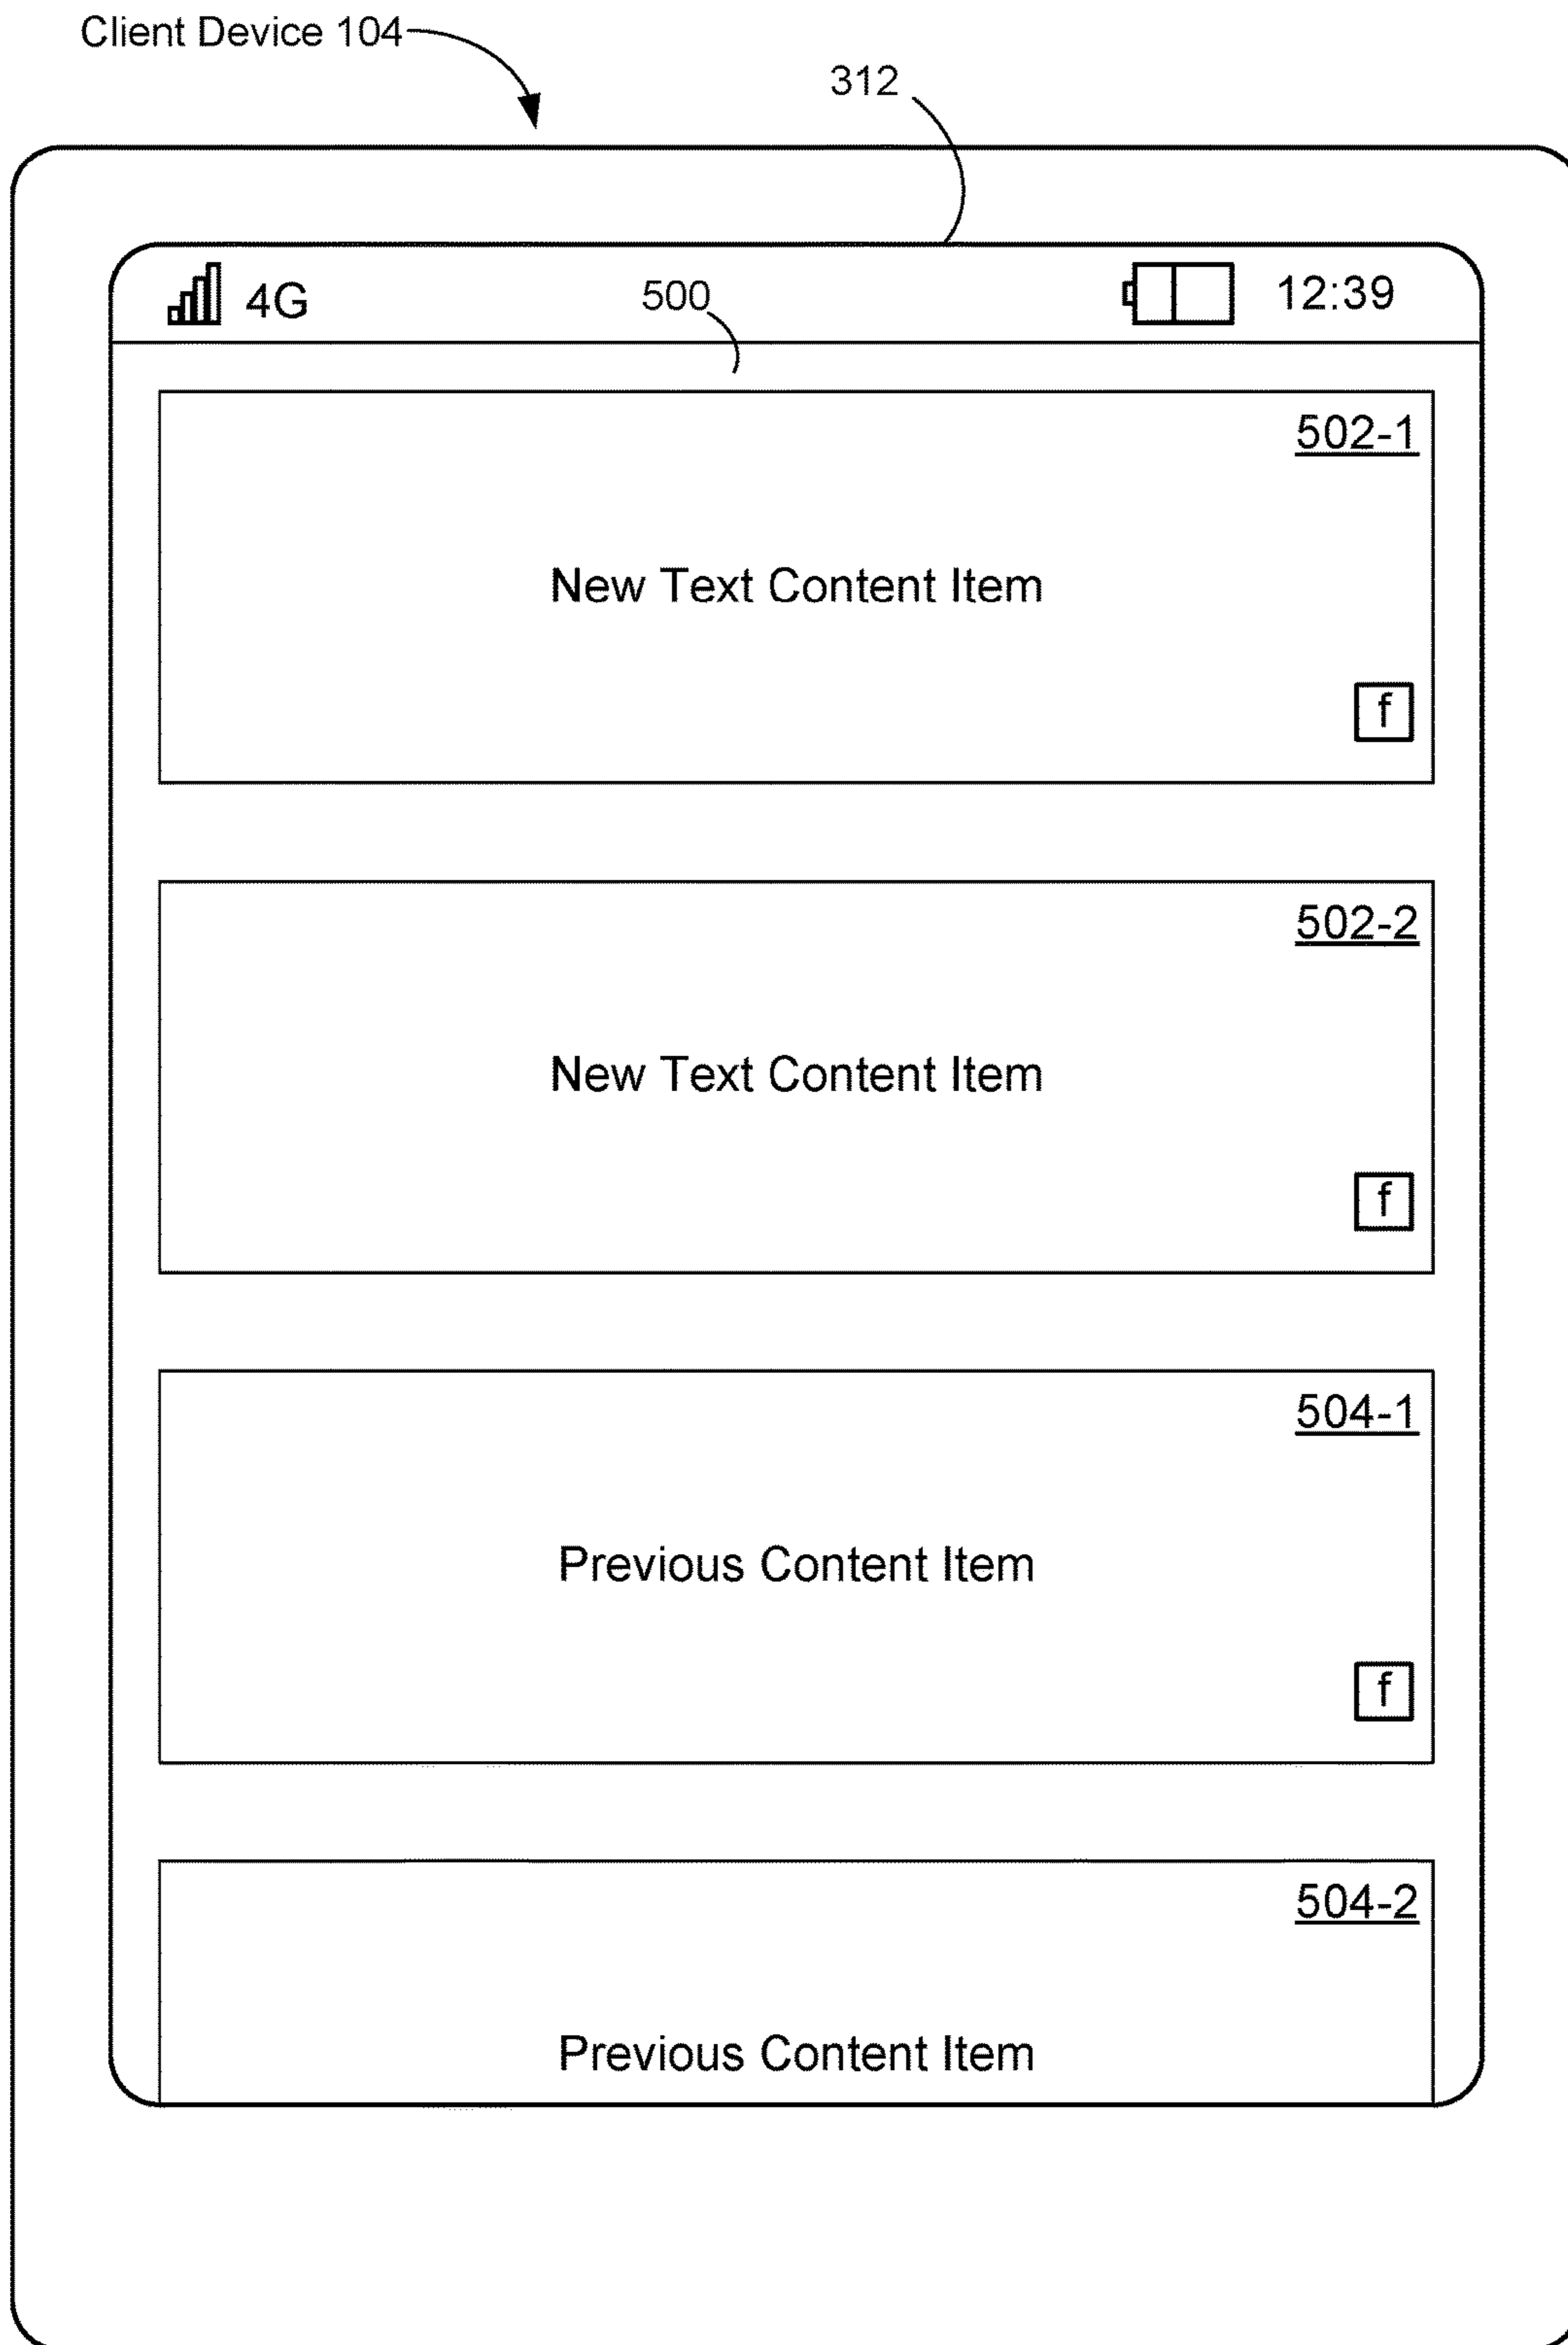 Client Device 104
312
4G
500
12:39
502-1
New Text Content Item
f
502-2
New Text Content Item
f
504-1
Previous Content Item
f
504-2
Previous Content Item